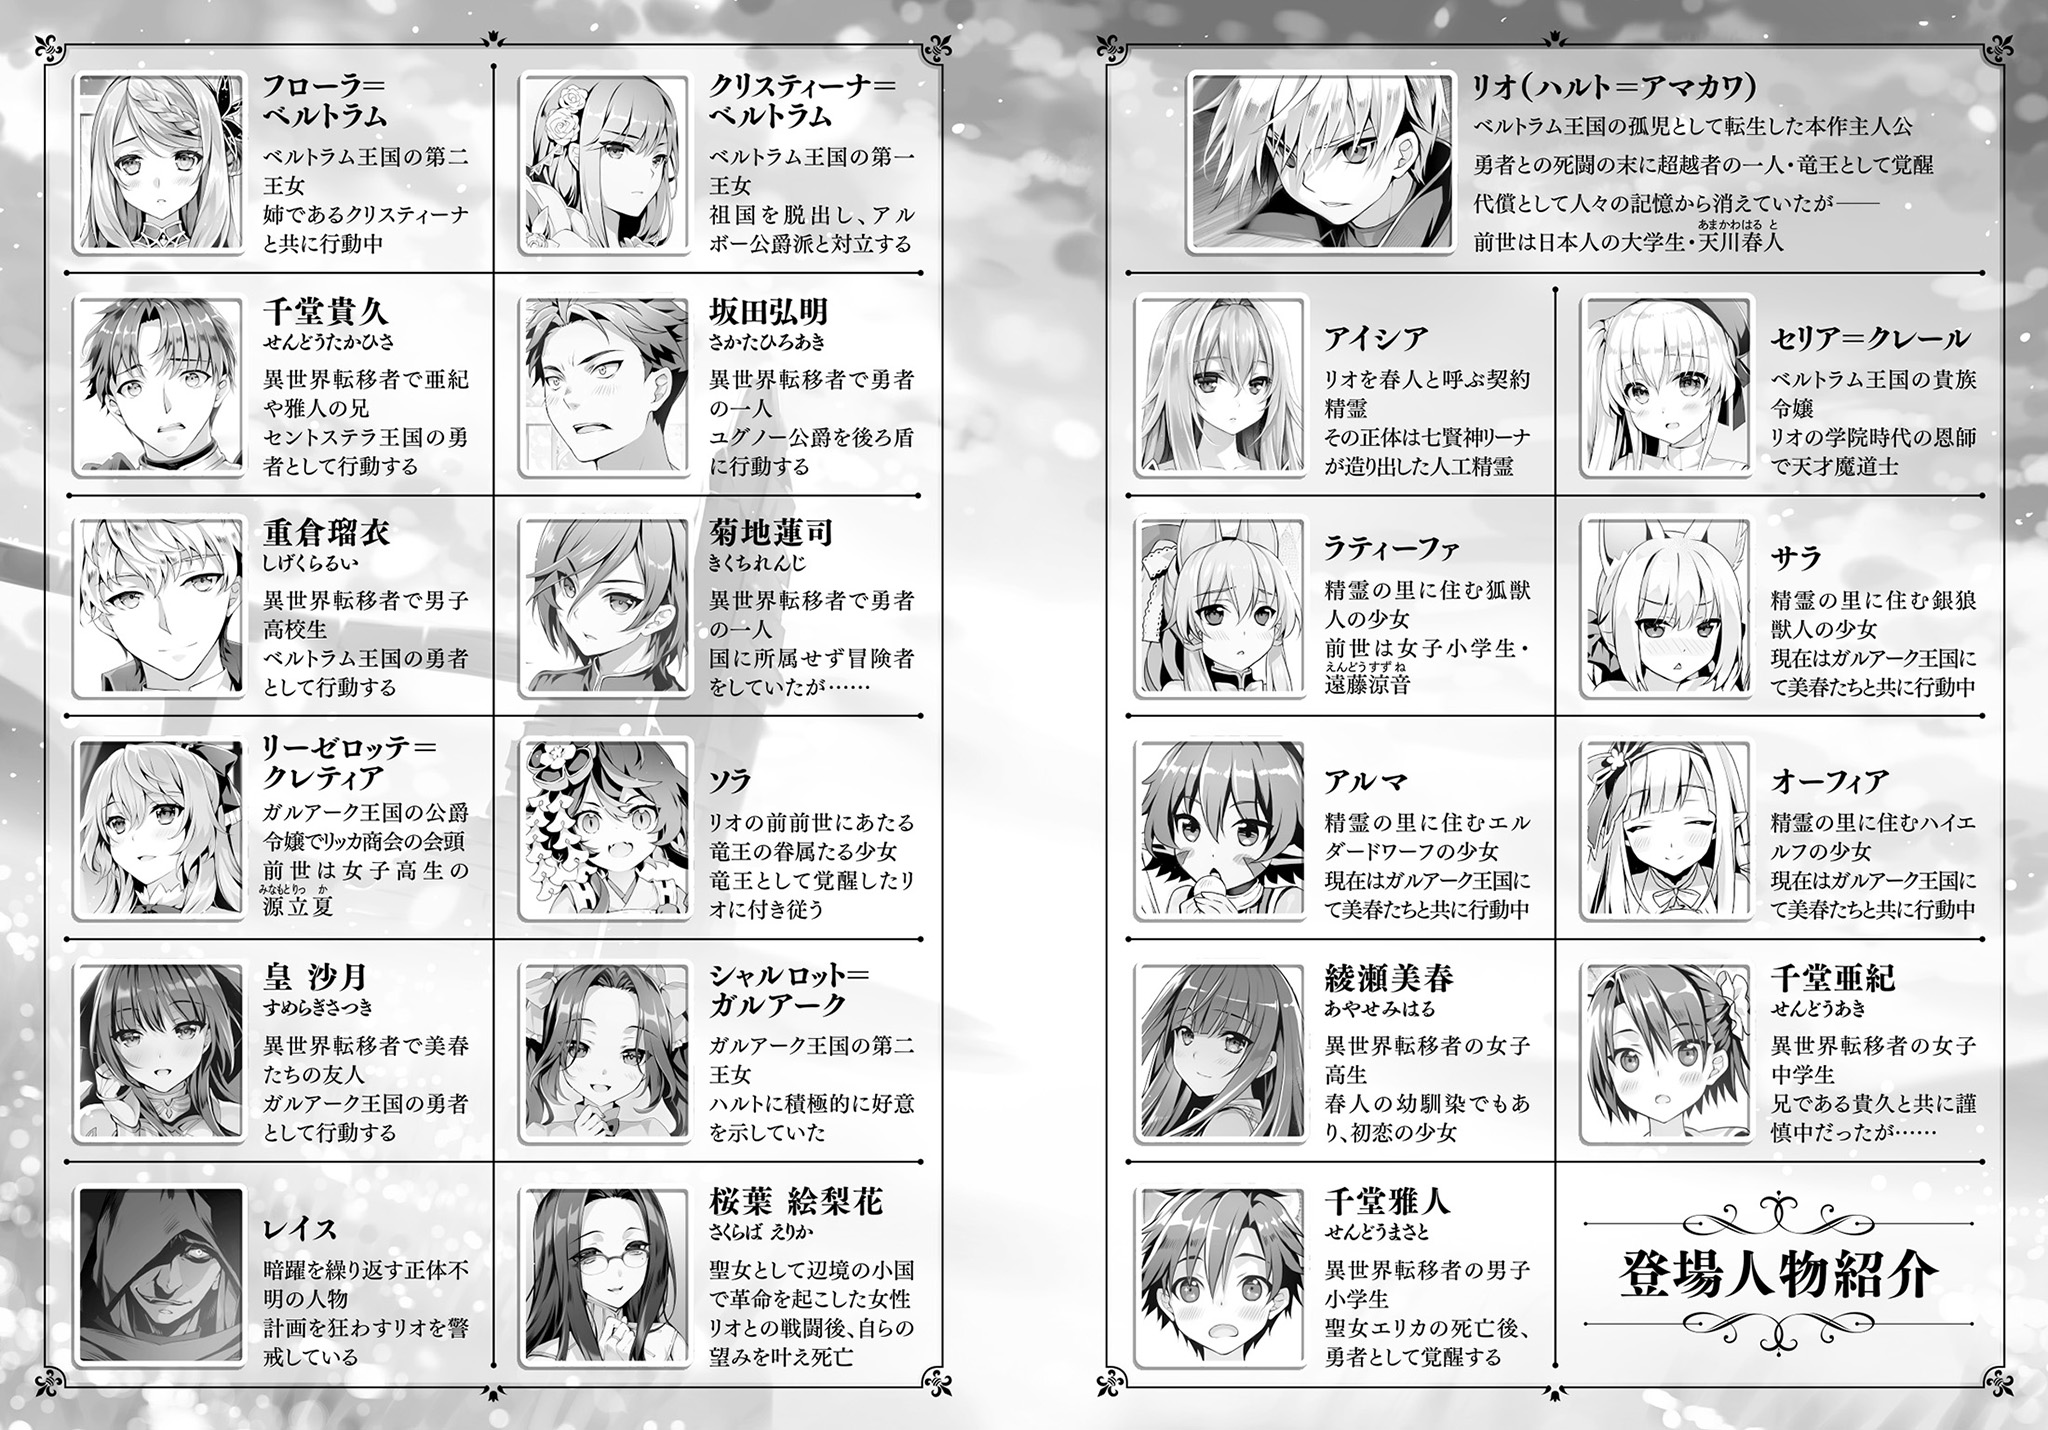 登場人物紹介
リオ(ハルト＝アマカワ)
ベルトラム王国の孤児として転生した本作主人公
勇者との死闘の末に超越者の一人・竜王として覚醒
代償として人々の記憶から消えていたが――
あまかわはると
前世は日本人の大学生・天川春人
アイシア
リオを春人と呼ぶ契約
精霊
その正体は七賢神リーナ
が造り出した人工精霊
セリア＝クレール
ベルトラム王国の貴族
令嬢
リオの学院時代の恩師
で天才魔道士
ラティーファ
精霊の里に住む狐獣
人の少女
前世は女子小学生・
えんどうすずね
遠藤涼音
サラ
精霊の里に住む銀狼
獣人の少女
現在はガルアーク王国に
て美春たちと共に行動中
アルマ
精霊の里に住むエル
ダードワーフの少女
現在はガルアーク王国に
て美春たちと共に行動中
オーフィア
精霊の里に住むハイエ
ルフの少女
現在はガルアーク王国に
て美春たちと共に行動中
綾瀬美春
あやせみはる
異世界転移者の女子
高生
春人の幼馴染でもあ
り、初恋の少女
千堂亜紀
せんどうあき
異世界転移者の女子
中学生
兄である貴久と共に謹
慎中だったが……
千堂雅人
せんどうまさと
異世界転移者の男子
小学生
聖女エリカの死亡後、
勇者として覚醒する
フローラ＝
ベルトラム
ベルトラム王国の第二
王女
姉であるクリスティーナ
と共に行動中
クリスティーナ＝
ベルトラム
ベルトラム王国の第一
王女
祖国を脱出し、アル
ボー公爵派と対立する
千堂貴久
せんどうたかひさ
異世界転移者で亜紀
や雅人の兄
セントステラ王国の勇
者として行動する
坂田弘明
さかたひろあき
異世界転移者で勇者
の一人
ユグノー公爵を後ろ盾
に行動する
重倉瑠衣
しげくらるい
異世界転移者で男子
高校生
ベルトラム王国の勇者
として行動する
菊地蓮司
きくちれんじ
異世界転移者で勇者
の一人
国に所属せず冒険者
をしていたが……
リーゼロッテ＝
クレティア
ガルアーク王国の公爵
令嬢でリッカ商会の会頭
前世は女子高生の
みなもとりっか
源立夏
ソラ
リオの前前世にあたる
竜王の眷属たる少女
竜王として覚醒したリ
オに付き従う
皇 沙月
すめらぎさつき
異世界転移者で美春
たちの友人
ガルアーク王国の勇者
として行動する
シャルロット＝
ガルアーク
ガルアーク王国の第二
王女
ハルトに積極的に好意
を示していた
レイス
暗躍を繰り返す正体不
明の人物
計画を狂わすリオを警
戒している
桜葉 絵梨花
さくらば えりか
聖女として辺境の小国
で革命を起こした女性
リオとの戦闘後、自らの
望みを叶え死亡